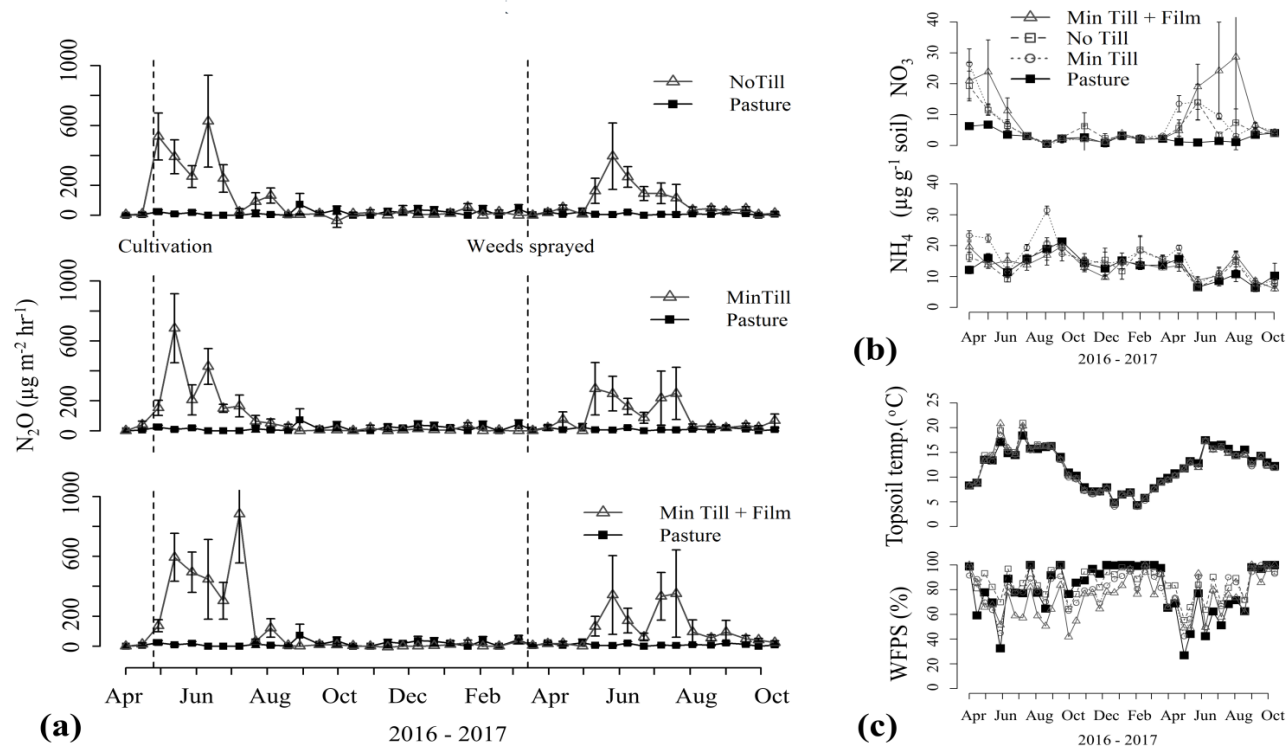 1000
600
400
200
0
NoTill
Pasture
Cultivation
Weeds sprayed
1000
600
400
200
0
MinTill
Pasture
1000
600
400
200
0
Min Till + Film
Pasture
N₂O (µg m⁻² hr⁻¹)
Apr Jun Aug Oct Dec Feb Apr Jun Aug Oct
2016 - 2017
(a)
Min Till + Film
No Till
Min Till
Pasture
40
30
20
10
0
40
30
20
10
0
NH₄ (µg g⁻¹ soil) NO₃
Apr Jun Aug Oct Dec Feb Apr Jun Aug Oct
2016 - 2017
(b)
25
20
15
10
5
0
Topsoil temp.(°C)
100
80
60
40
20
0
WFPS (%)
Apr Jun Aug Oct Dec Feb Apr Jun Aug Oct
2016 - 2017
(c)